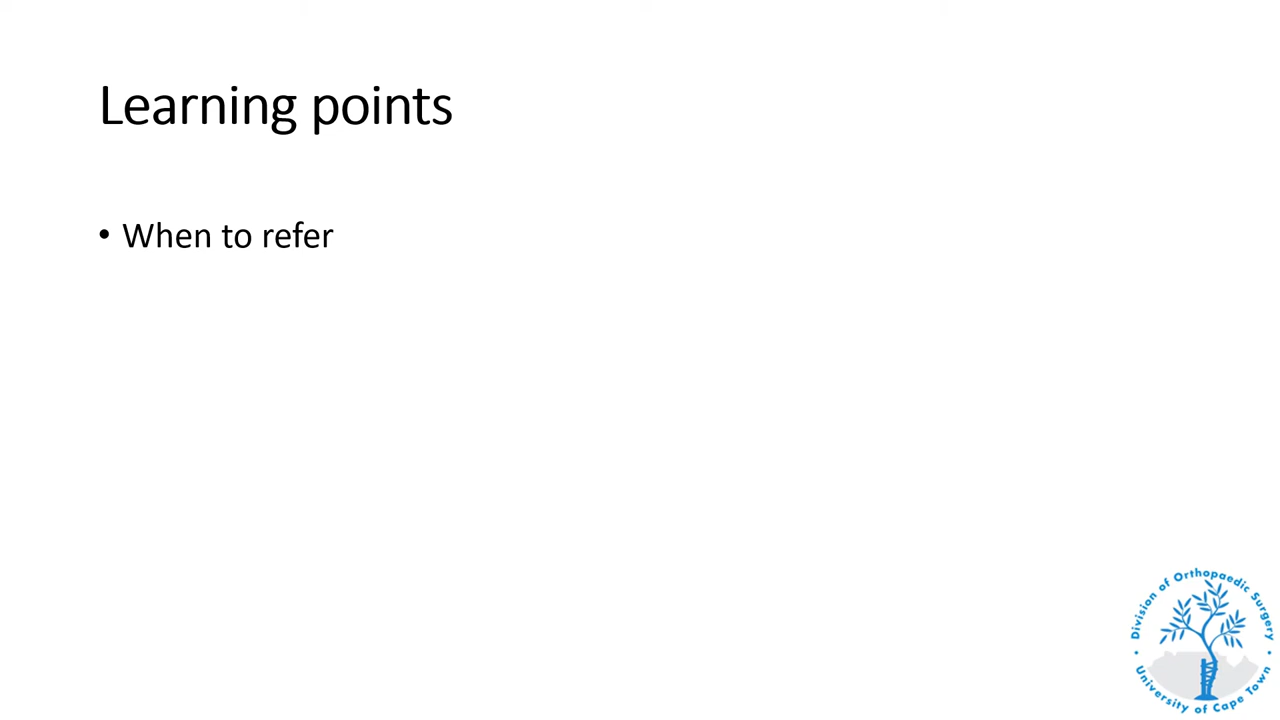 Learning points
• When to refer
Division of Orthopaedic Surgery
• University of Cape Town •